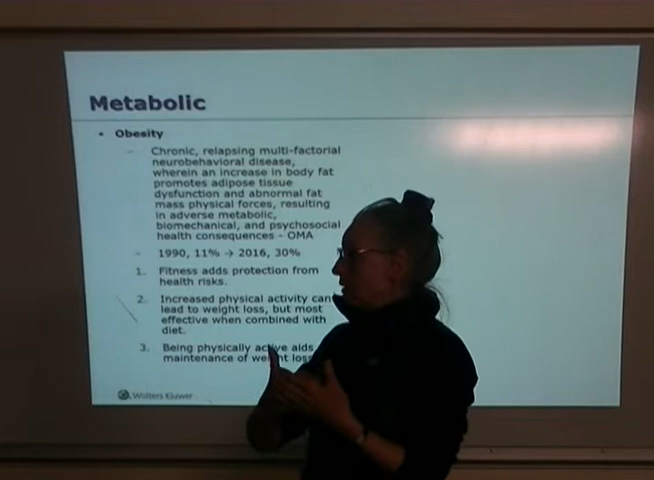 Metabolic
• Obesity
– Chronic, relapsing multi-factorial
neurobehavioral disease,
wherein an increase in body fat
promotes adipose tissue
dysfunction and abnormal fat
mass physical forces, resulting
in adverse metabolic,
biomechanical, and psychosocial
health consequences - OMA
– 1990, 11% → 2016, 30%
1. Fitness adds protection from
health risks.
2. Increased physical activity can
lead to weight loss, but most
effective when combined with
diet.
3. Being physically active aids
maintenance of weight loss
Wolters Kluwer